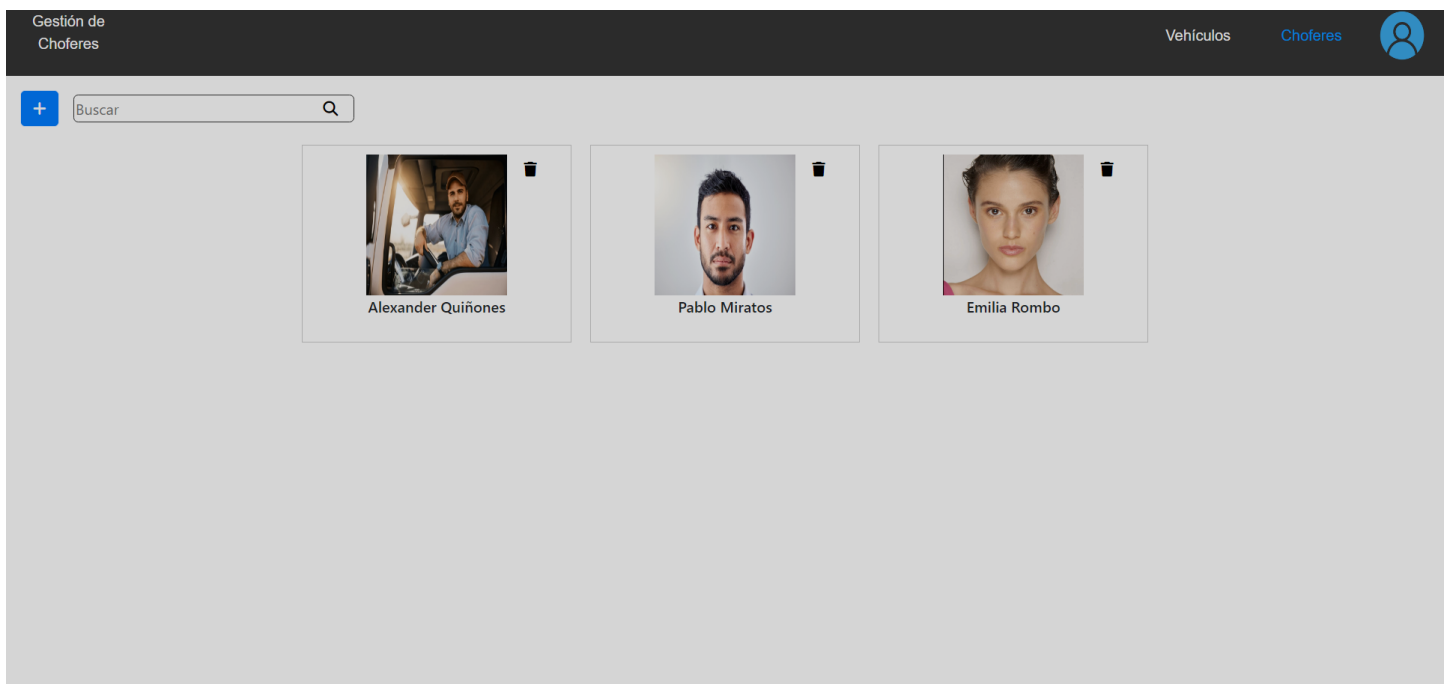 Gestión de
Choferes
Vehículos
Choferes
Buscar
Alexander Quiñones
Pablo Miratos
Emilia Rombo